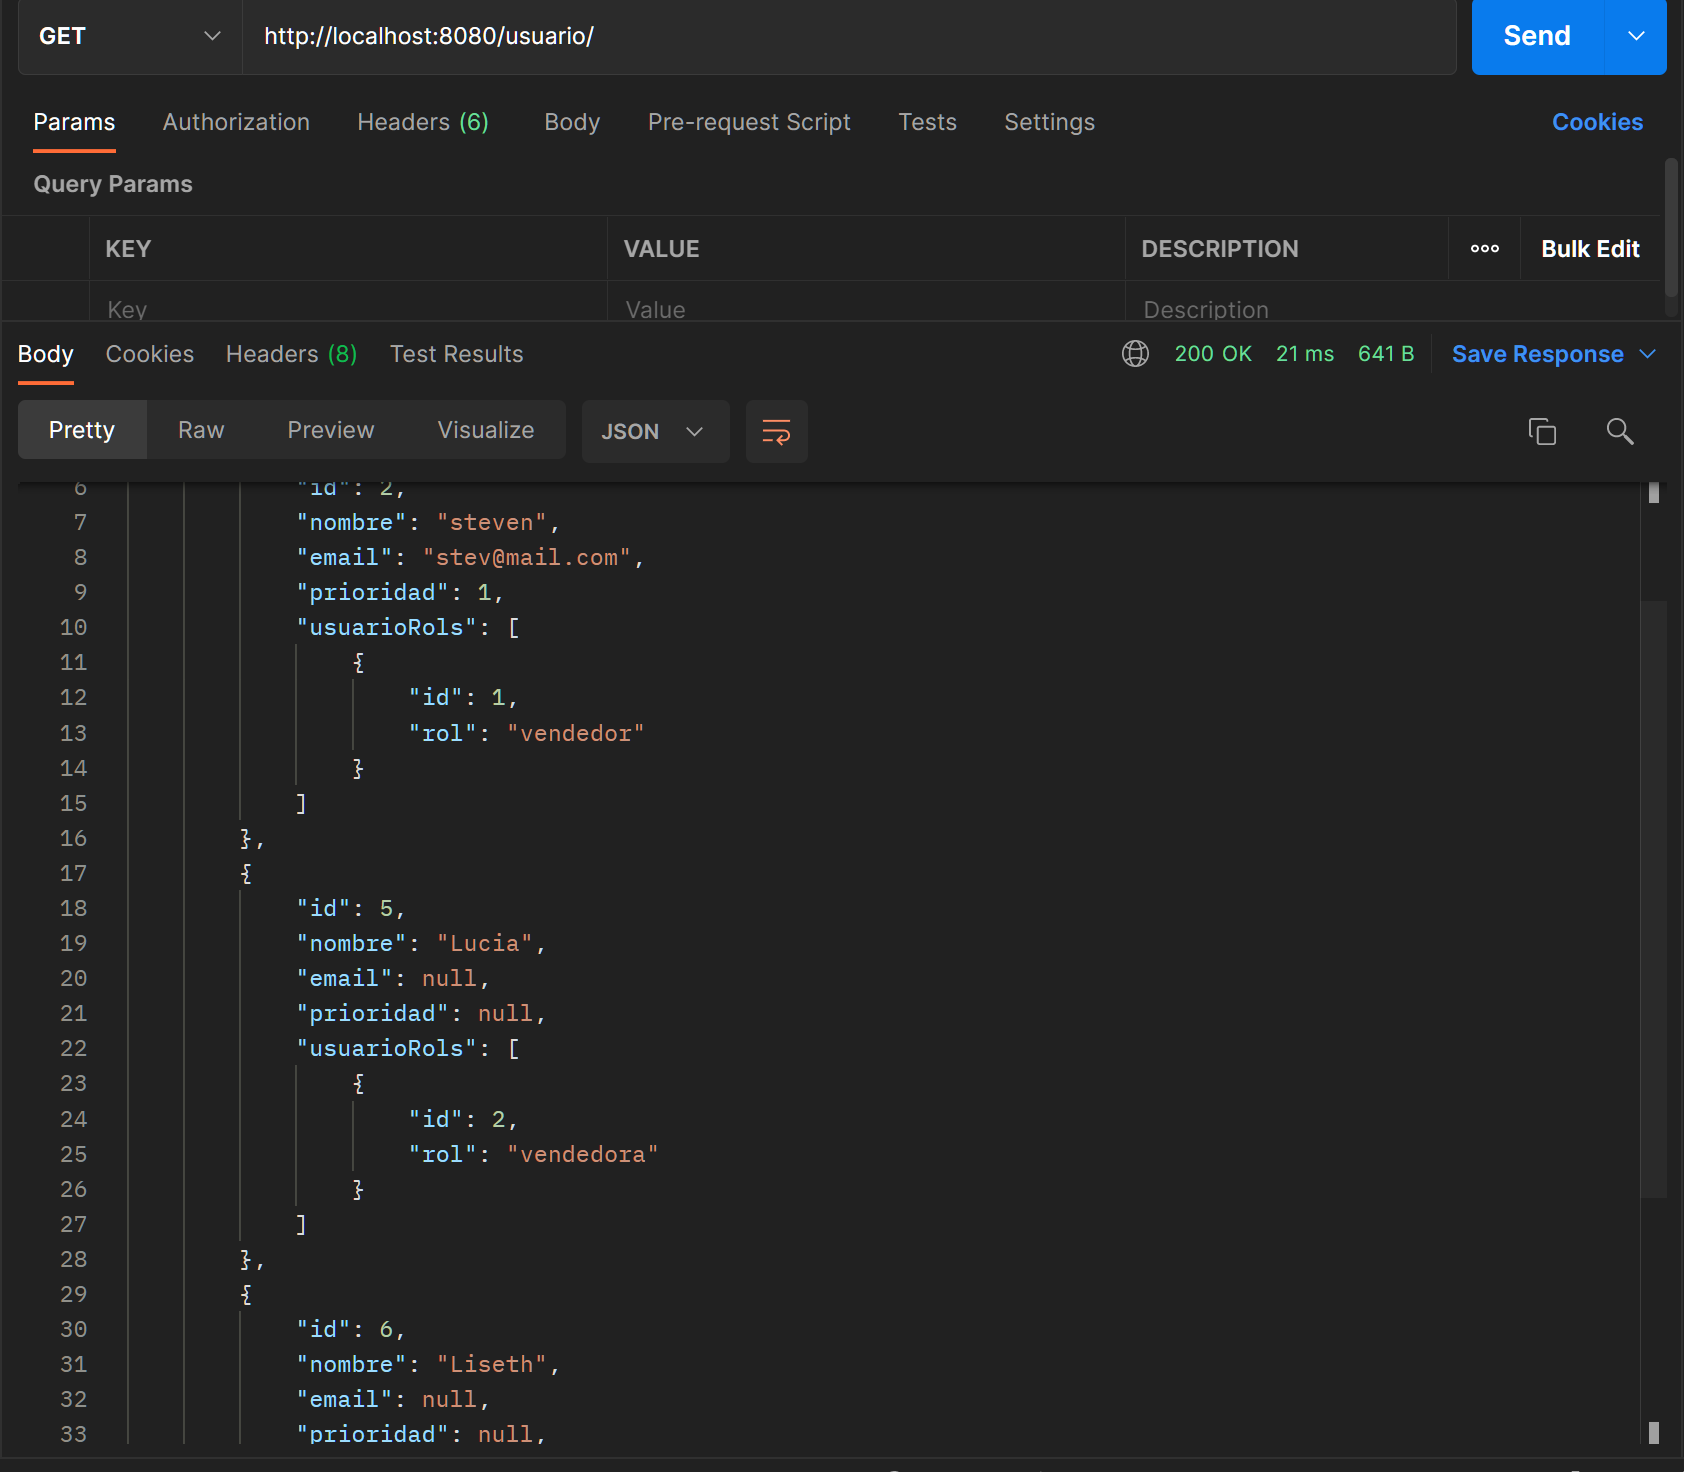 GET http://localhost:8080/usuario/ Send
Params Authorization Headers (6) Body Pre-request Script Tests Settings Cookies
Query Params
KEY VALUE DESCRIPTION ooo Bulk Edit
Key Value Description
Body Cookies Headers (8) Test Results 200 OK 21 ms 641 B Save Response
Pretty Raw Preview Visualize JSON
6 "id": 2,
7 "nombre": "steven",
8 "email": "stev@mail.com",
9 "prioridad": 1,
10 "usuarioRols": [
11 {
12 "id": 1,
13 "rol": "vendedor"
14 }
15 ]
16 },
17 {
18 "id": 5,
19 "nombre": "Lucia",
20 "email": null,
21 "prioridad": null,
22 "usuarioRols": [
23 {
24 "id": 2,
25 "rol": "vendedora"
26 }
27 ]
28 },
29 {
30 "id": 6,
31 "nombre": "Liseth",
32 "email": null,
33 "prioridad": null,